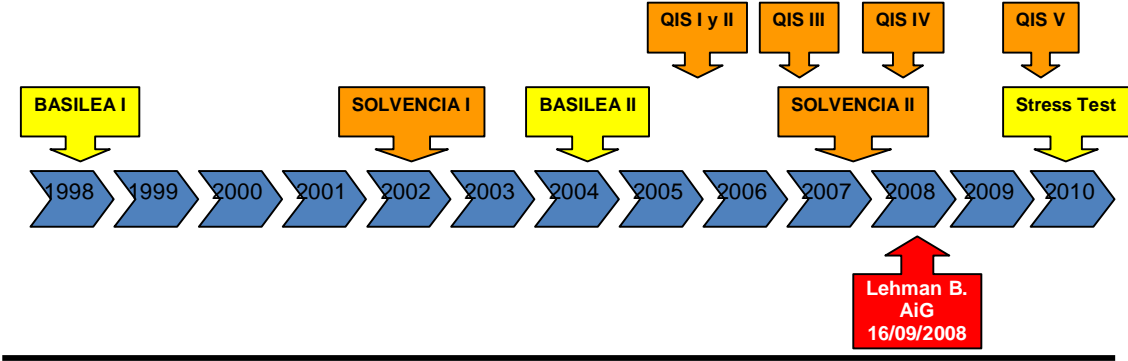 QIS I y II QIS III QIS IV QIS V
BASILEA I SOLVENCIA I BASILEA II SOLVENCIA II Stress Test
1998 1999 2000 2001 2002 2003 2004 2005 2006 2007 2008 2009 2010
Lehman B.
AiG
16/09/2008